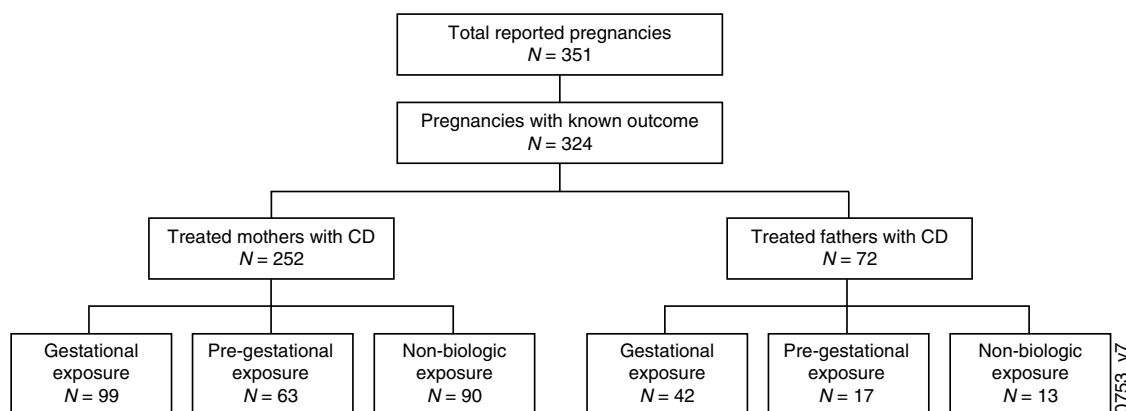 Total reported pregnancies
N = 351
Pregnancies with known outcome
N = 324
Treated mothers with CD
N = 252
Treated fathers with CD
N = 72
Gestational
exposure
N = 99
Pre-gestational
exposure
N = 63
Non-biologic
exposure
N = 90
Gestational
exposure
N = 42
Pre-gestational
exposure
N = 17
Non-biologic
exposure
N = 13